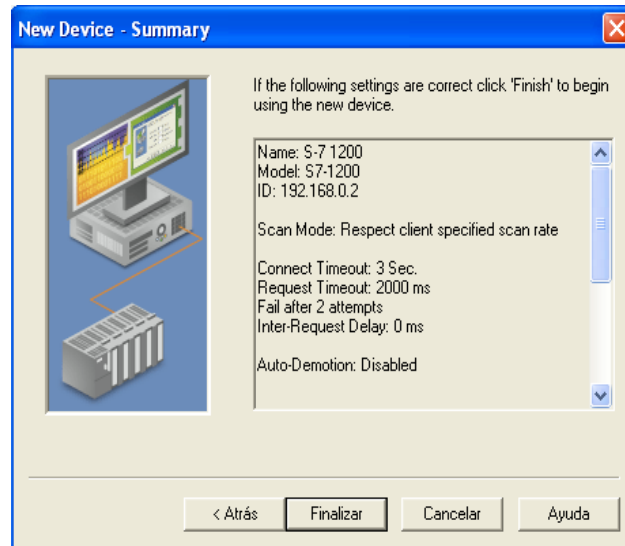 New Device - Summary
If the following settings are correct click 'Finish' to begin
using the new device.
Name: S-7 1200
Model: S7-1200
ID: 192.168.0.2
Scan Mode: Respect client specified scan rate
Connect Timeout: 3 Sec.
Request Timeout: 2000 ms
Fail after 2 attempts
Inter-Request Delay: 0 ms
Auto-Demotion: Disabled
< Atrás Finalizar Cancelar Ayuda